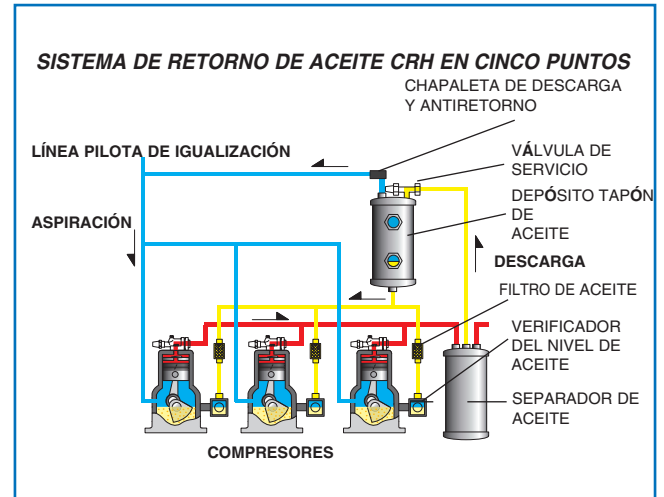 SISTEMA DE RETORNO DE ACEITE CRH EN CINCO PUNTOS
CHAPALETA DE DESCARGA
Y ANTIRETORNO
LÍNEA PILOTA DE IGUALIZACIÓN
VÁLVULA DE
SERVICIO
DEPÓSITO TAPÓN
DE
ACEITE
ASPIRACIÓN
DESCARGA
FILTRO DE ACEITE
VERIFICADOR
DEL NIVEL DE
ACEITE
SEPARADOR DE
ACEITE
COMPRESORES